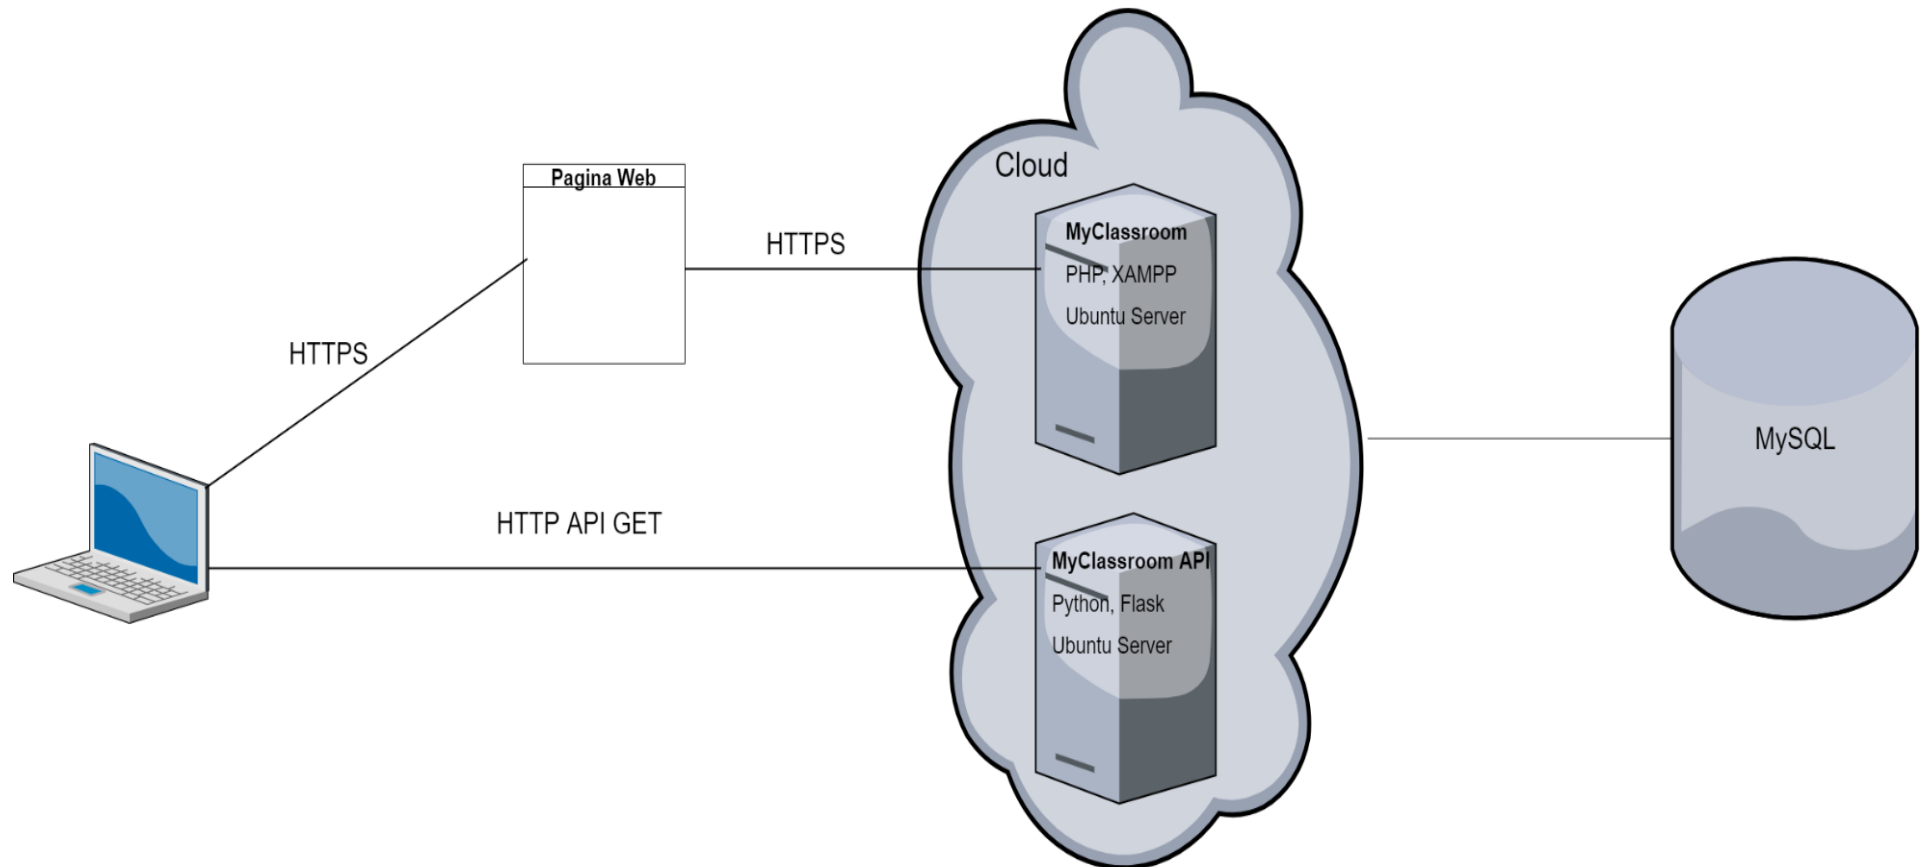 Cloud
Pagina Web
MyClassroom
HTTPS
PHP, XAMPP
Ubuntu Server
HTTPS
MySQL
HTTP API GET
MyClassroom API
Python, Flask
Ubuntu Server